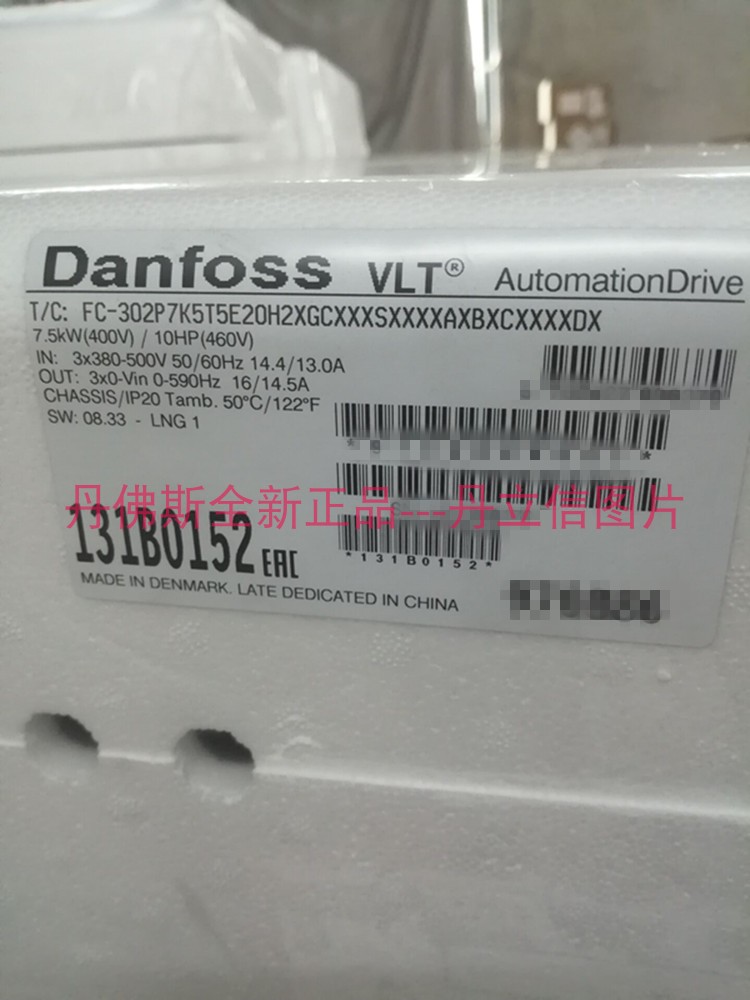 Danfoss VLT® AutomationDrive
T/C: FC-302P7K5T5E20H2XGCXXXSXXXXAXBXCXXXXDX
7.5kW(400V) / 10HP(460V)
IN: 3x380-500V 50/60Hz 14.4/13.0A
OUT: 3x0-Vin 0-590Hz 16/14.5A
CHASSIS/IP20 Tamb. 50°C/122°F
SW: 08.33 - LNG 1
丹佛斯全新正品---丹立信图片
131B0152 EAC
*131B0152*
MADE IN DENMARK. LATE DEDICATED IN CHINA